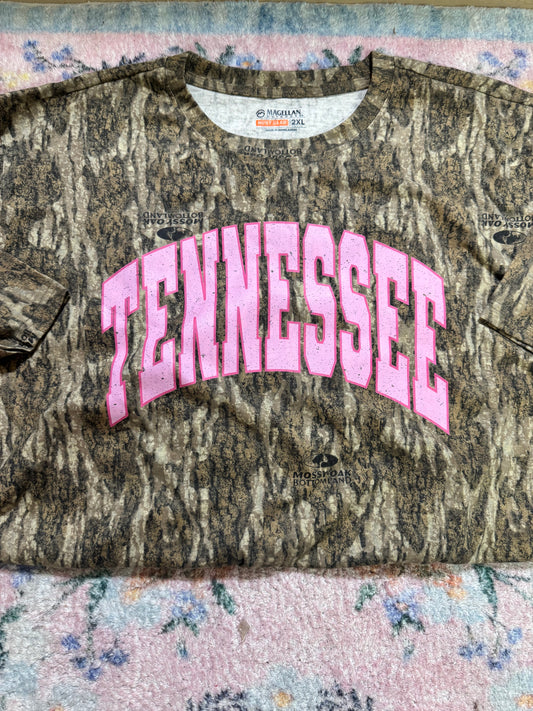 MAGELLAN
2XL
MOSSY OAK
BOTTOMLAND
TENNESSEE
MOSSY OAK
BOTTOMLAND